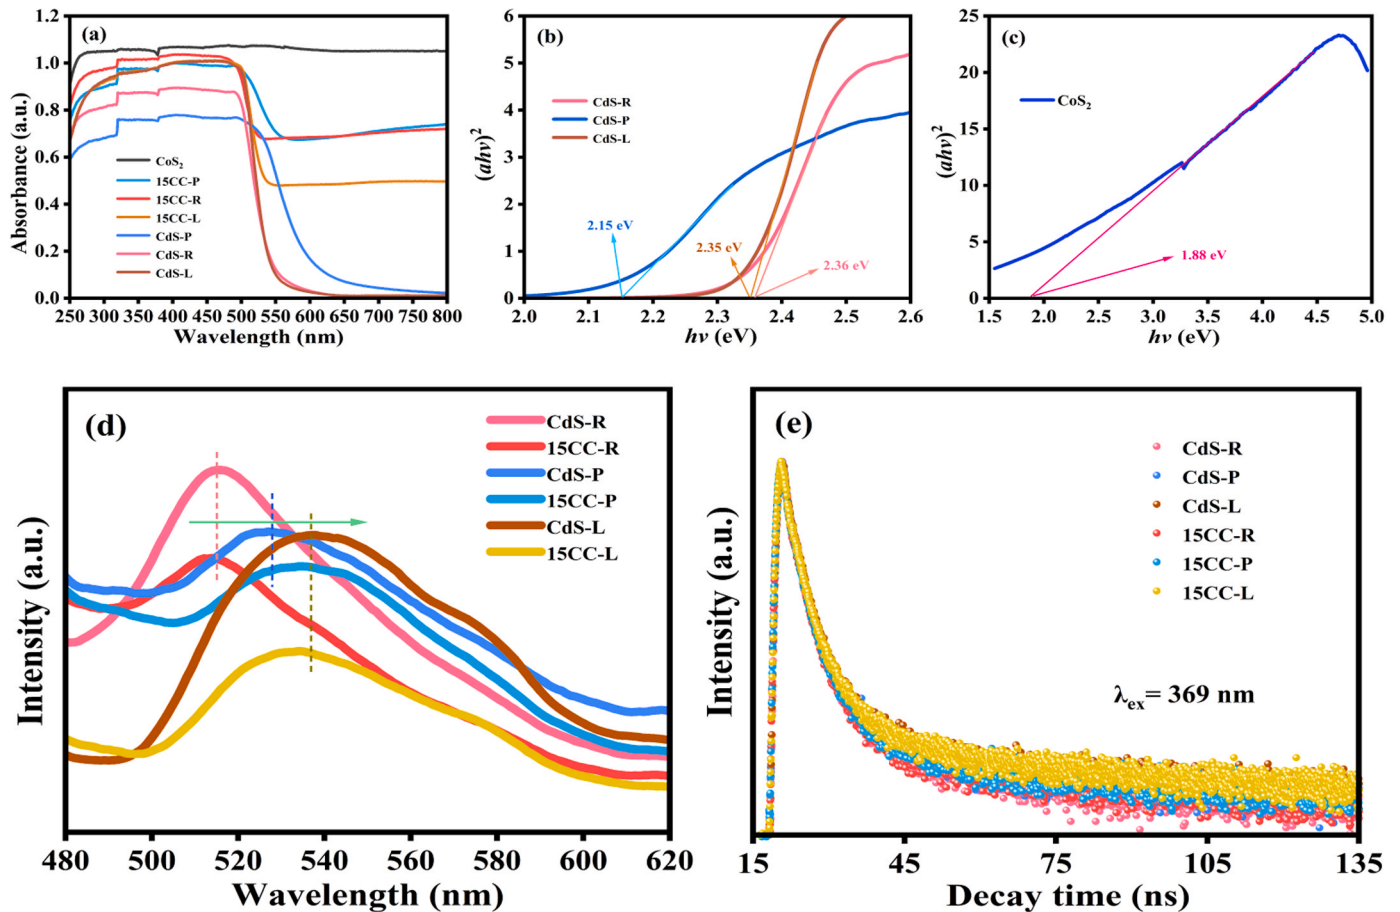 (a)
Absorbance (a.u.)
1.2
1.0
0.8
0.6
0.4
0.2
0.0
CoS₂
15CC-P
15CC-R
15CC-L
CdS-P
CdS-R
CdS-L
250 300 350 400 450 500 550 600 650 700 750 800
Wavelength (nm)
(b)
(ahv)²
6
5
4
3
2
1
0
CdS-R
CdS-P
CdS-L
2.15 eV
2.35 eV
2.36 eV
2.0 2.1 2.2 2.3 2.4 2.5 2.6
hv (eV)
(c)
(ahv)²
25
20
15
10
5
0
CoS₂
1.88 eV
1.5 2.0 2.5 3.0 3.5 4.0 4.5 5.0
hv (eV)
(d)
Intensity (a.u.)
CdS-R
15CC-R
CdS-P
15CC-P
CdS-L
15CC-L
480 500 520 540 560 580 600 620
Wavelength (nm)
(e)
Intensity (a.u.)
CdS-R
CdS-P
CdS-L
15CC-R
15CC-P
15CC-L
λex= 369 nm
15 45 75 105 135
Decay time (ns)